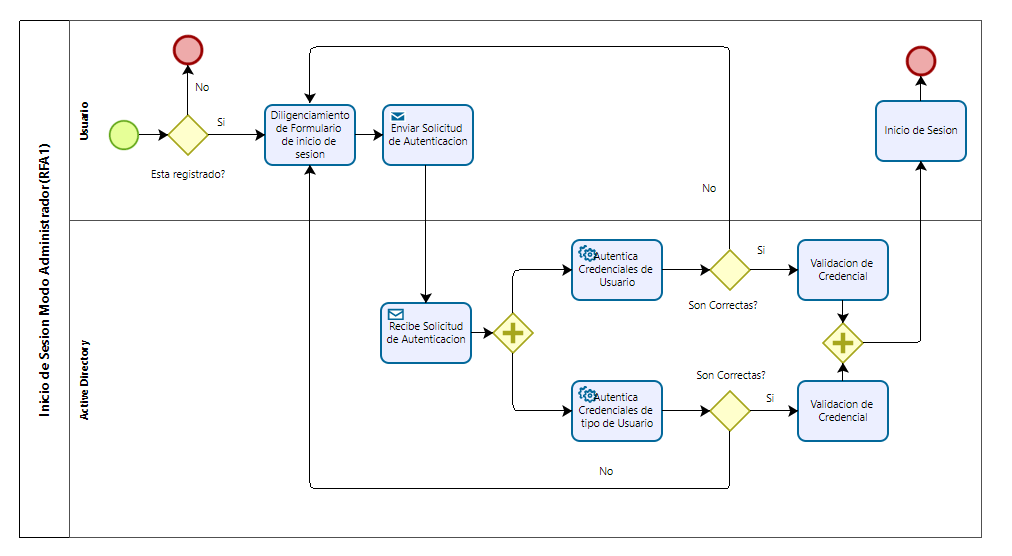 Inicio de Sesion Modo Administrador(RFA1)
Usuario
No
Si
Esta registrado?
Diligenciamiento
de Formulario
de inicio de
sesion
Enviar Solicitud
de Autenticacion
Inicio de Sesion
No
Active Directory
Recibe Solicitud
de Autenticacion
Autentica
Credenciales de
Usuario
Si
Son Correctas?
Validacion de
Credencial
Autentica
Credenciales de
tipo de Usuario
Son Correctas?
Si
Validacion de
Credencial
No